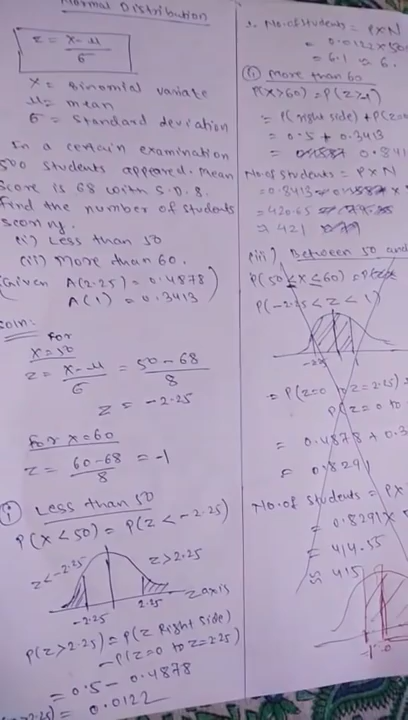 Normal Distribution
z = x-μ / σ
x = Binomial variate
μ = mean
σ = Standard deviation
In a certain examination
500 students appeared. Mean
score is 68 with S.D. 8.
Find the number of students
scoring.
(i) Less than 50
(ii) More than 60.
(Given A(2.25) = 0.4878
A(1) = 0.3413)
Soln:
For
x=50
z = x-μ / σ = 50-68 / 8
z = -2.25
For x=60
z = 60-68 / 8 = -1
(i) Less than 50
P(x<50) = P(z<-2.25)
z<-2.25 z>2.25
-2.25 2.25 z axis
P(z>2.25) = P(z Right side)
-P(z=0 to z=2.25)
= 0.5 - 0.4878
= 0.0122
No. of students = P×N
= 0.0122×50
= 6.1 ≈ 6.
More than 60
P(x>60) = P(z>-1)
= P(right side) + P(z=0
= 0.5 + 0.3413
= 0.841
No. of students = P×N
= 0.8413 ×
= 420.65
≈ 421
(iii) Between 50 and
P(50≤x≤60) = P(
P(-2.25<z<1)
-2.25 1
= P(z=0 to z=2.25)
P(z=0 to
= 0.4878 + 0.3
= 0.8291
No. of students = P×
= 0.8291×
= 414.55
≈ 415
-1 0